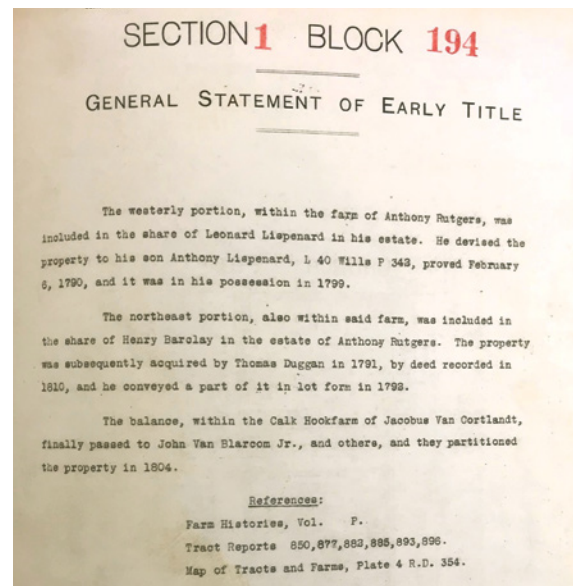 SECTION 1 BLOCK 194
GENERAL STATEMENT OF EARLY TITLE
The westerly portion, within the farm of Anthony Rutgers, was
included in the share of Leonard Lispenard in his estate. He devised the
property to his son Anthony Lispenard, L 40 Wills P 343, proved February
6, 1790, and it was in his possession in 1799.
The northeast portion, also within said farm, was included in
the share of Henry Barclay in the estate of Anthony Rutgers. The property
was subsequently acquired by Thomas Duggan in 1791, by deed recorded in
1810, and he conveyed a part of it in lot form in 1793.
The balance, within the Calk Hookfarm of Jacobus Van Cortlandt,
finally passed to John Van Blarcom Jr., and others, and they partitioned
the property in 1804.
References:
Farm Histories, Vol. P.
Tract Reports 850,877,883,885,893,896.
Map of Tracts and Farms, Plate 4 R.D. 354.